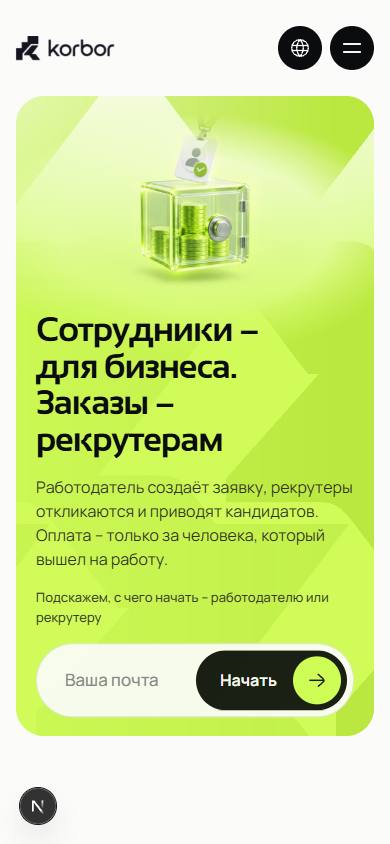 korbor
Сотрудники –
для бизнеса.
Заказы –
рекрутерам
Работодатель создаёт заявку, рекрутеры
откликаются и приводят кандидатов.
Оплата – только за человека, который
вышел на работу.
Подскажем, с чего начать – работодателю или
рекрутеру
Ваша почта
Начать
N